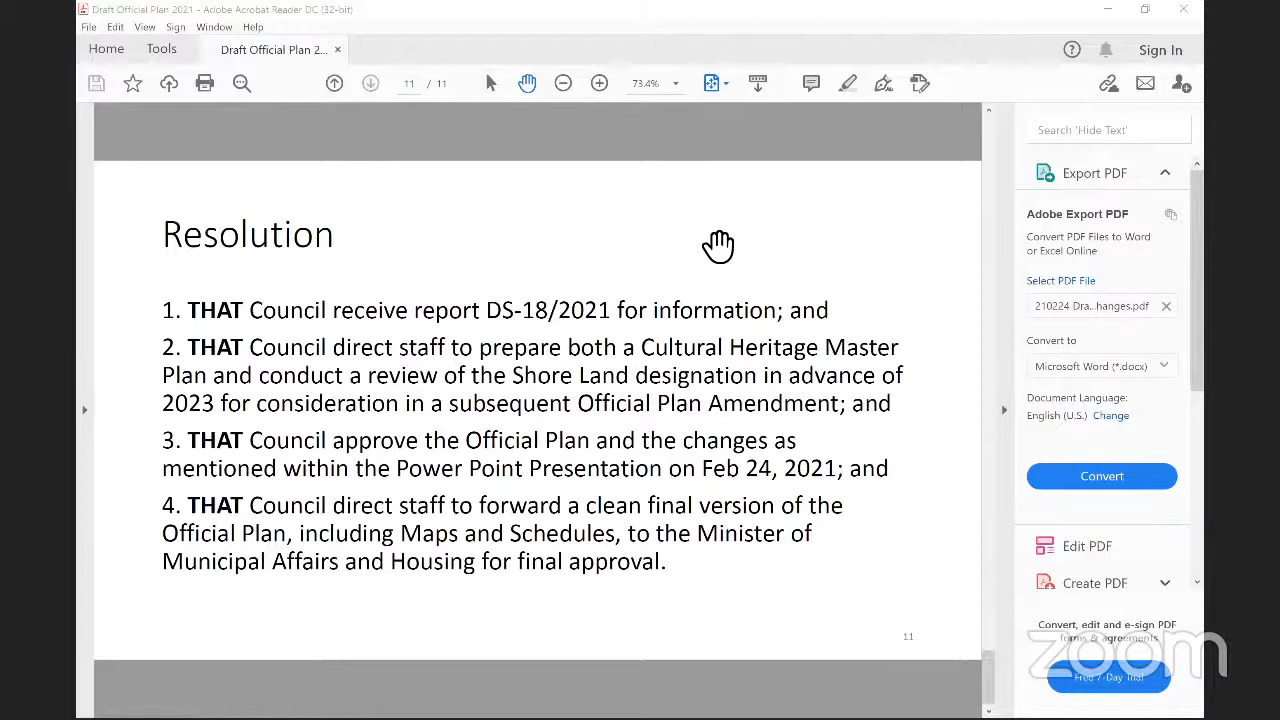 Draft Official Plan 2021 - Adobe Acrobat Reader DC (32-bit)
File Edit View Sign Window Help
Home Tools Draft Official Plan 2... × Sign In
11 / 11 73.4%
Search 'Hide Text'
Export PDF
Adobe Export PDF
Convert PDF Files to Word
or Excel Online
Select PDF File
210224 Dra...hanges.pdf ×
Convert to
Microsoft Word (*.docx)
Document Language:
English (U.S.) Change
Convert
Edit PDF
Create PDF
Convert, edit and e-sign PDF
forms & agreements
Free 7-Day Trial
zoom
Resolution
1. THAT Council receive report DS-18/2021 for information; and
2. THAT Council direct staff to prepare both a Cultural Heritage Master
Plan and conduct a review of the Shore Land designation in advance of
2023 for consideration in a subsequent Official Plan Amendment; and
3. THAT Council approve the Official Plan and the changes as
mentioned within the Power Point Presentation on Feb 24, 2021; and
4. THAT Council direct staff to forward a clean final version of the
Official Plan, including Maps and Schedules, to the Minister of
Municipal Affairs and Housing for final approval.
11